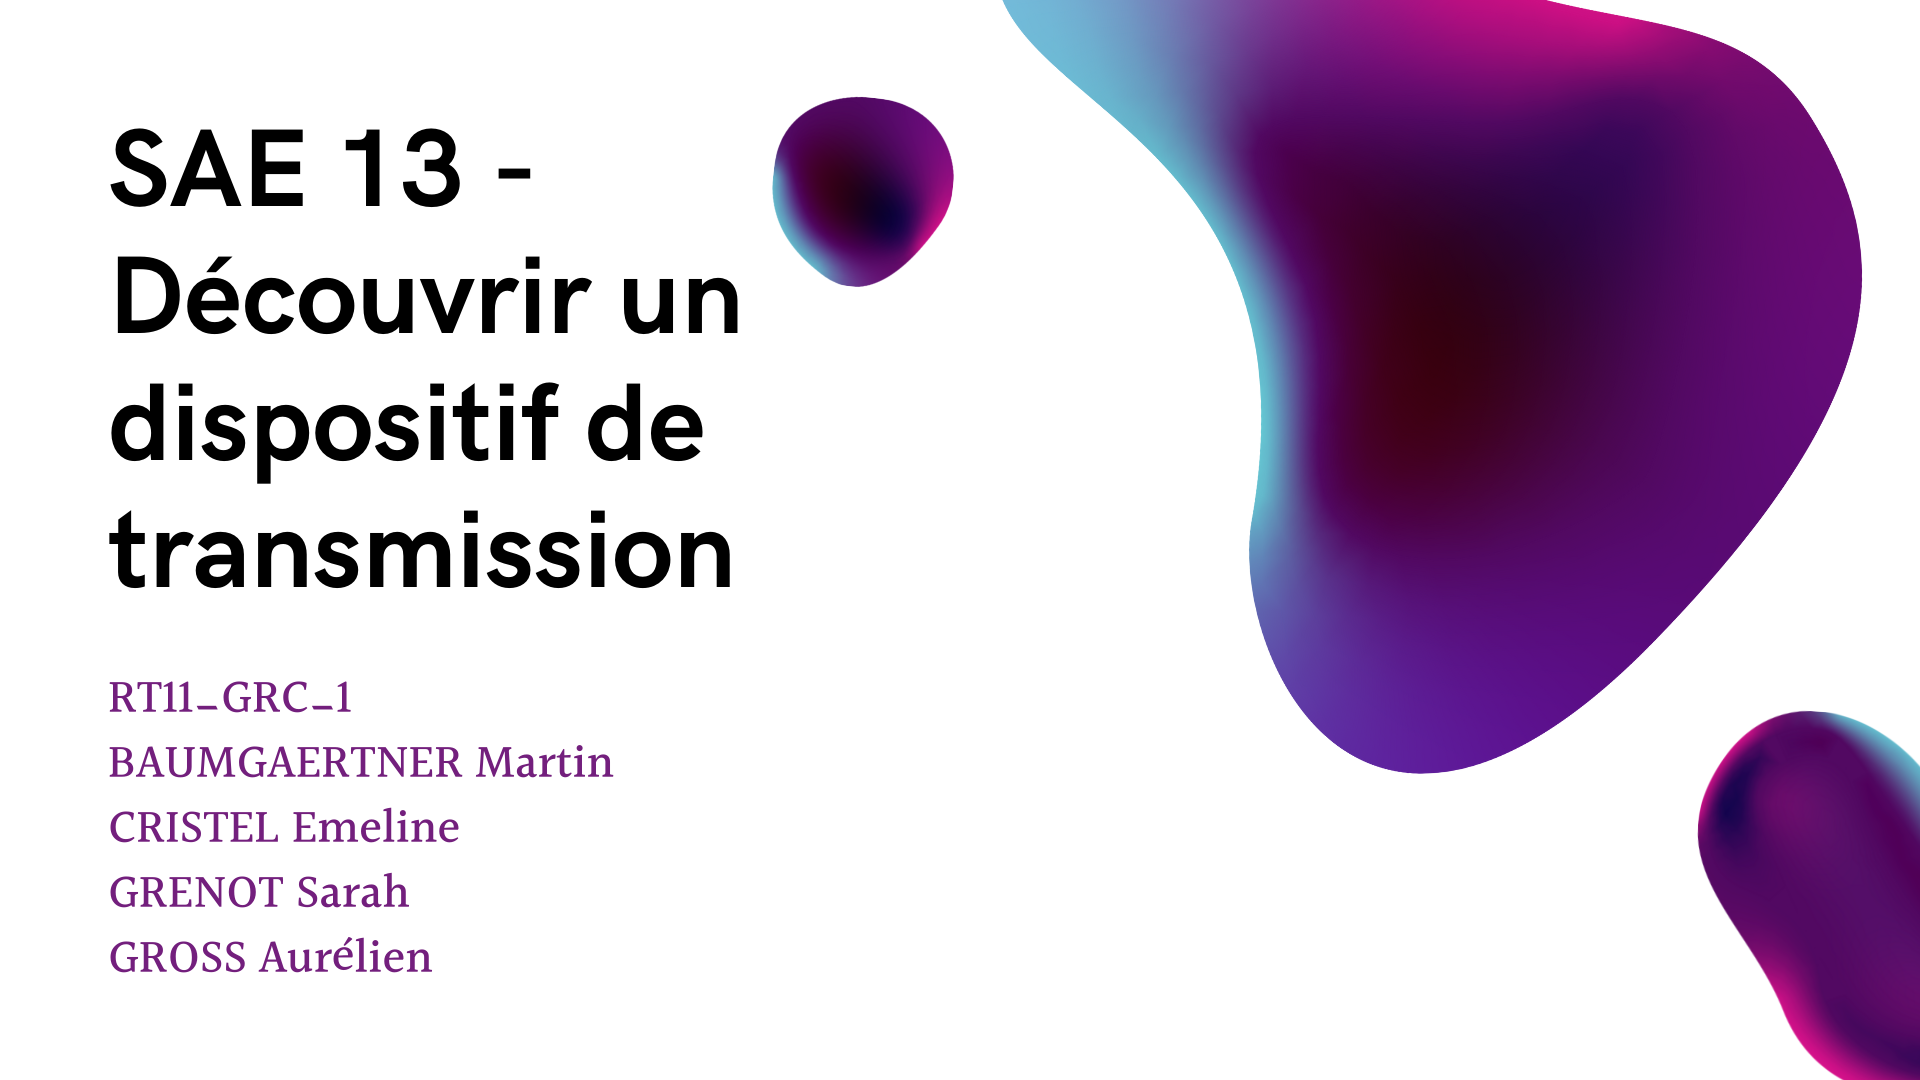 SAE 13 -
Découvrir un
dispositif de
transmission
RT11_GRC_1
BAUMGAERTNER Martin
CRISTEL Emeline
GRENOT Sarah
GROSS Aurélien